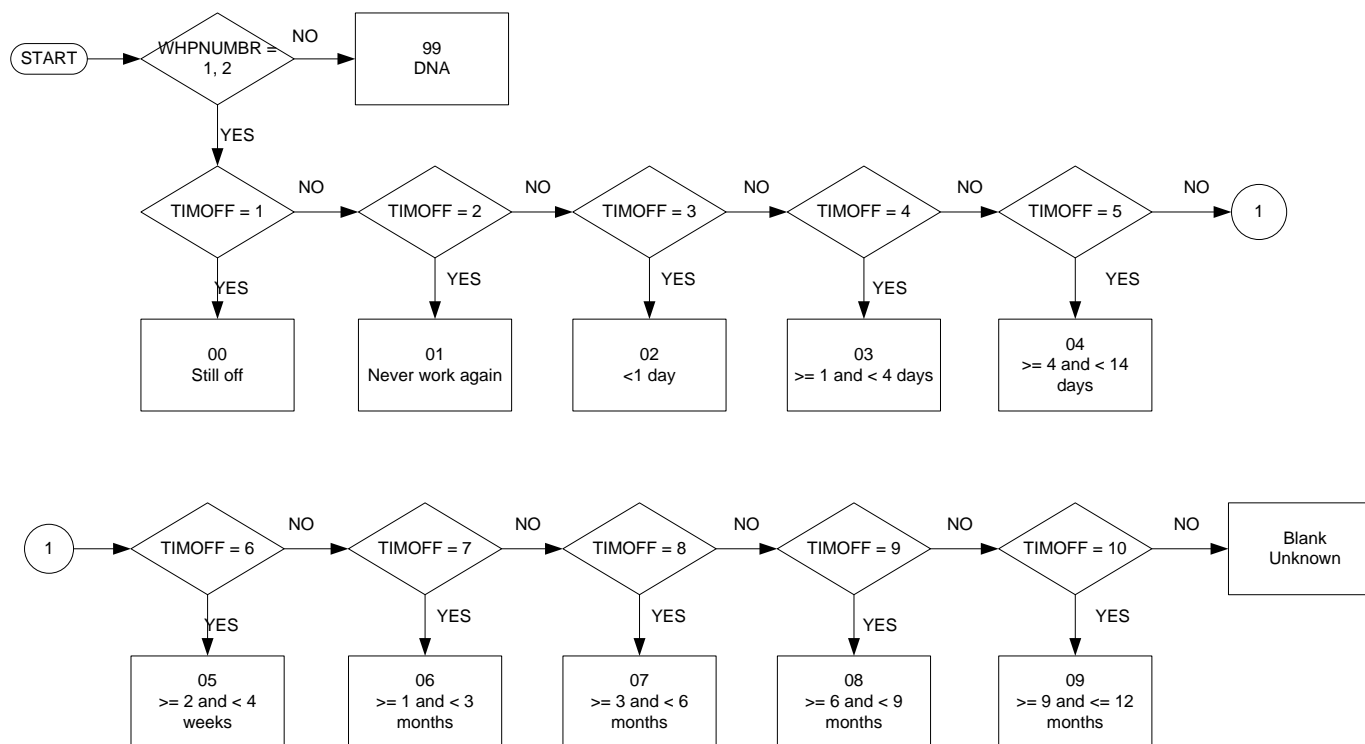 START
WHPNUMBR =
1, 2
NO
99
DNA
YES
TIMOFF = 1
NO
TIMOFF = 2
NO
TIMOFF = 3
NO
TIMOFF = 4
NO
TIMOFF = 5
NO
1
YES
YES
YES
YES
YES
00
Still off
01
Never work again
02
<1 day
03
>= 1 and < 4 days
04
>= 4 and < 14
days
1
TIMOFF = 6
NO
TIMOFF = 7
NO
TIMOFF = 8
NO
TIMOFF = 9
NO
TIMOFF = 10
NO
Blank
Unknown
YES
YES
YES
YES
YES
05
>= 2 and < 4
weeks
06
>= 1 and < 3
months
07
>= 3 and < 6
months
08
>= 6 and < 9
months
09
>= 9 and <= 12
months